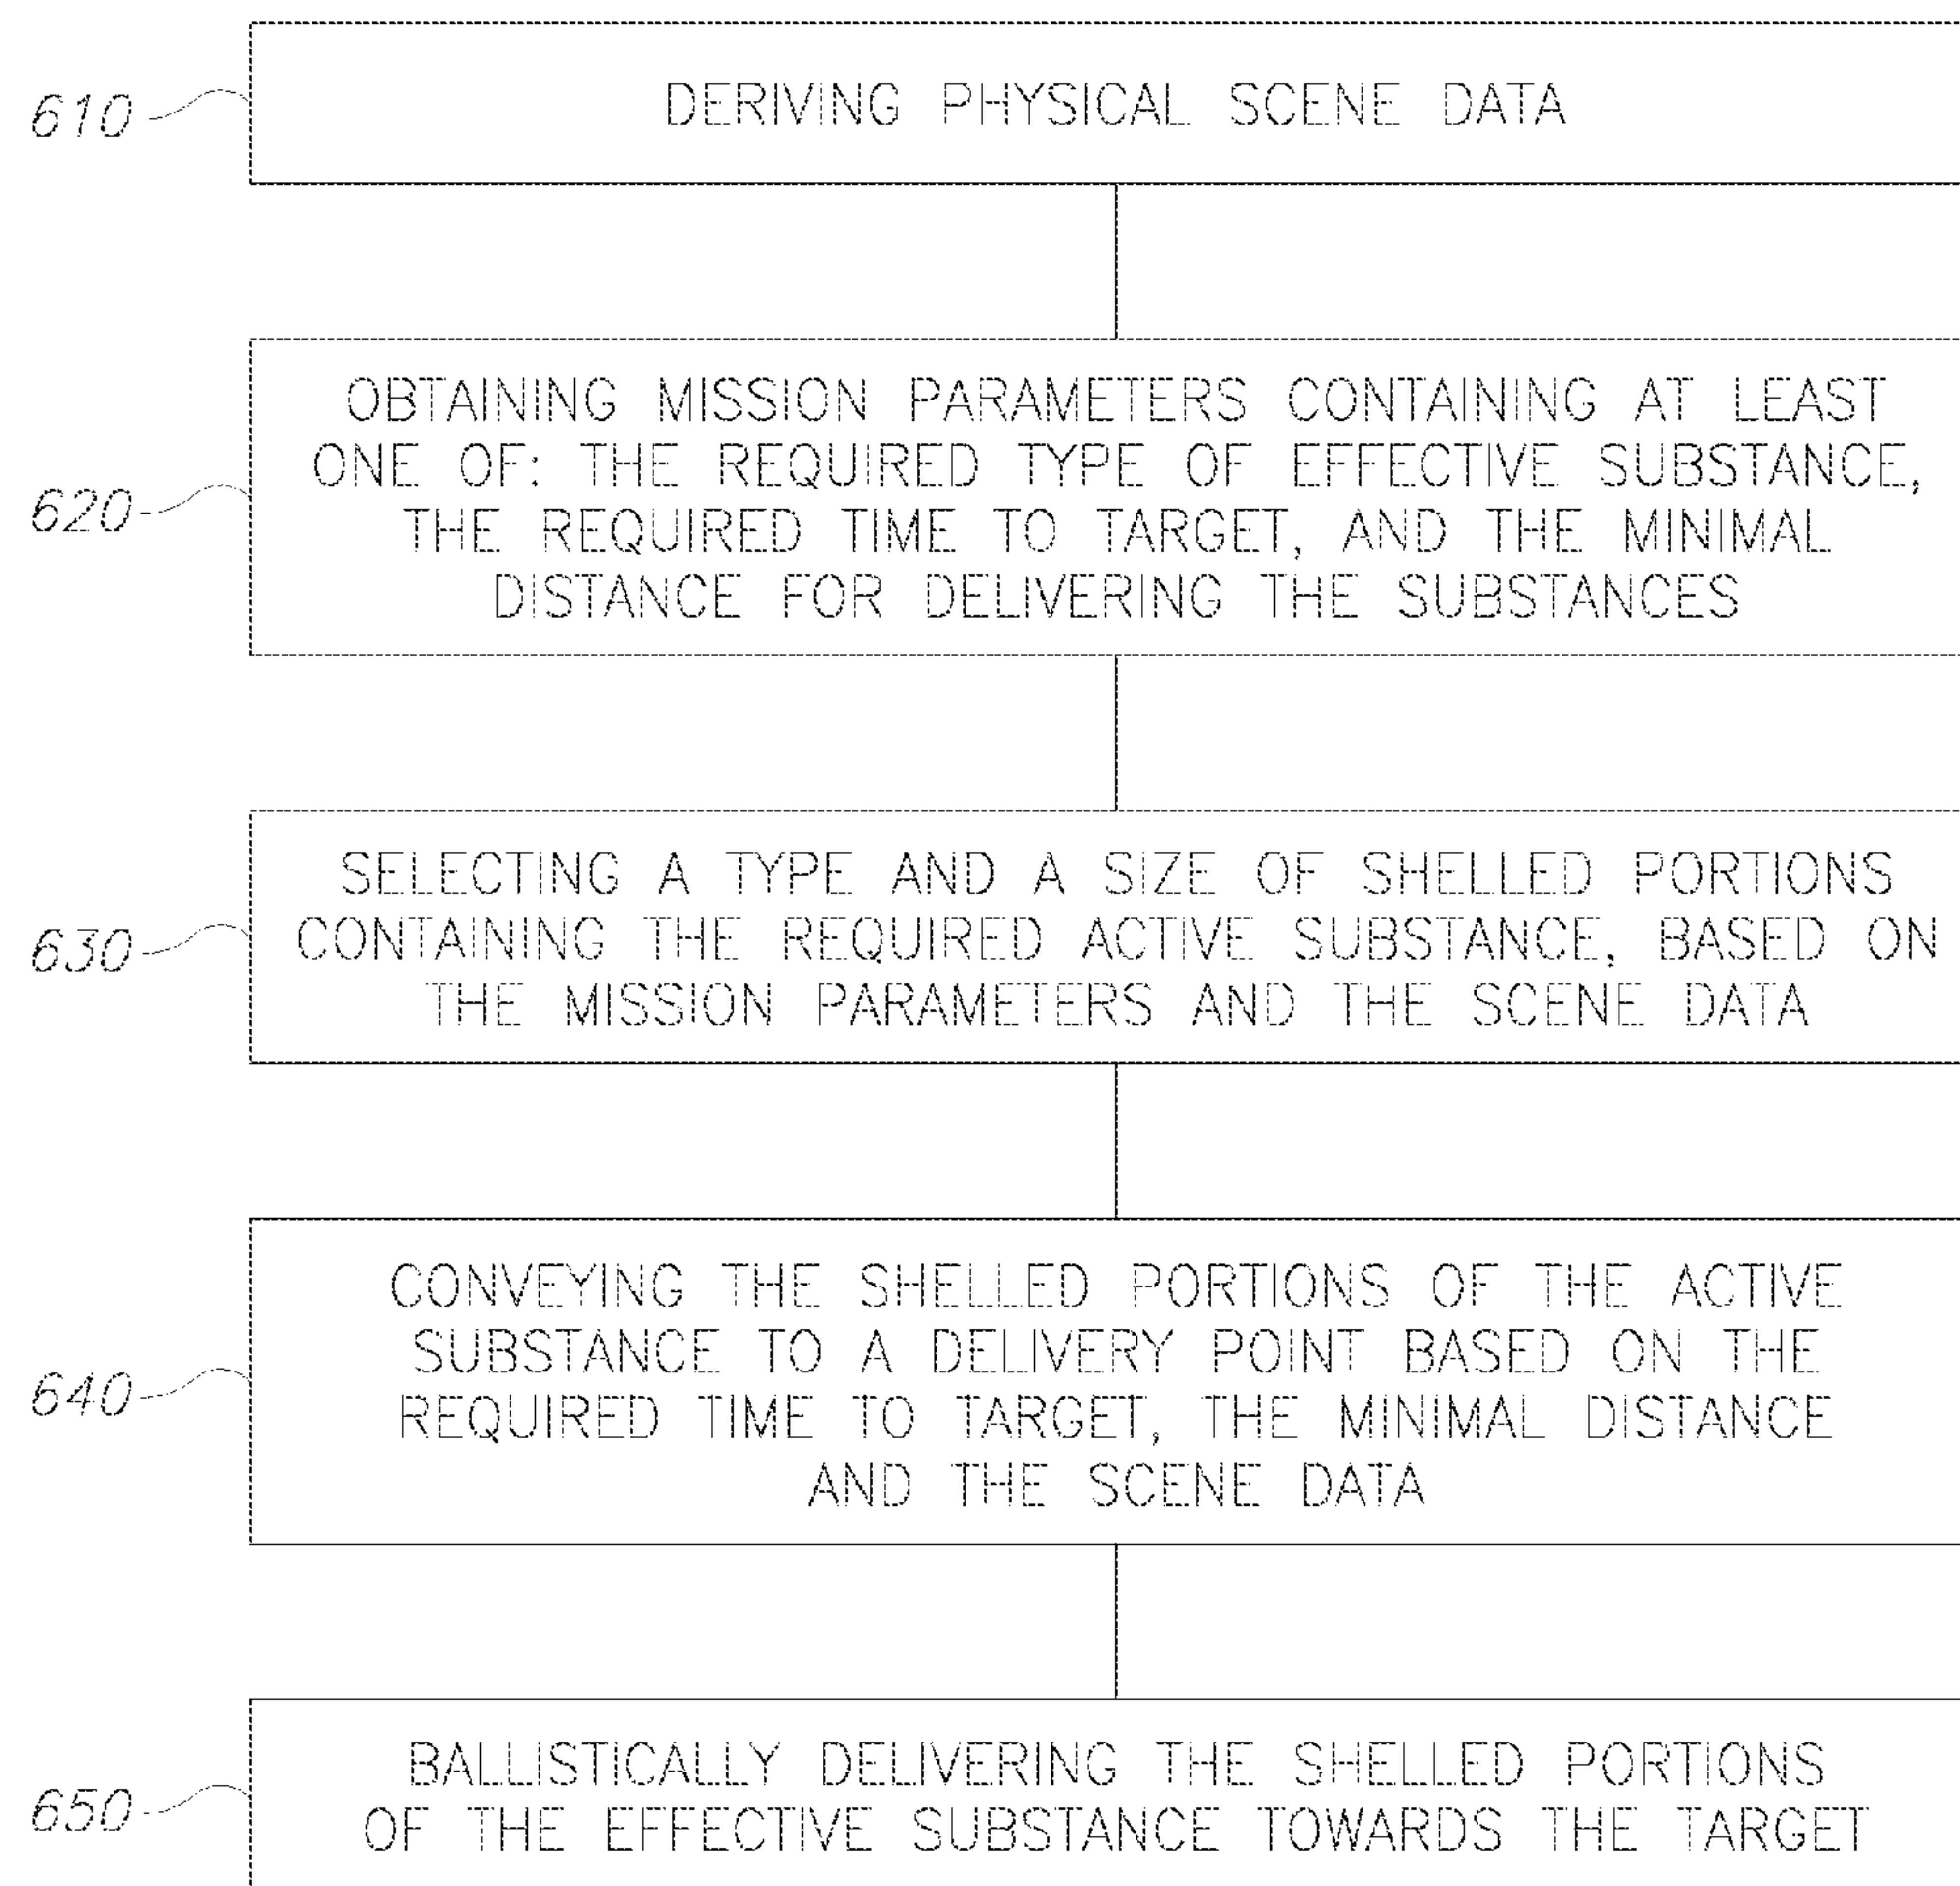 610
DERIVING PHYSICAL SCENE DATA
620
OBTAINING MISSION PARAMETERS CONTAINING AT LEAST
ONE OF: THE REQUIRED TYPE OF EFFECTIVE SUBSTANCE,
THE REQUIRED TIME TO TARGET, AND THE MINIMAL
DISTANCE FOR DELIVERING THE SUBSTANCES
630
SELECTING A TYPE AND A SIZE OF SHELLED PORTIONS
CONTAINING THE REQUIRED ACTIVE SUBSTANCE, BASED ON
THE MISSION PARAMETERS AND THE SCENE DATA
640
CONVEYING THE SHELLED PORTIONS OF THE ACTIVE
SUBSTANCE TO A DELIVERY POINT BASED ON THE
REQUIRED TIME TO TARGET, THE MINIMAL DISTANCE
AND THE SCENE DATA
650
BALLISTICALLY DELIVERING THE SHELLED PORTIONS
OF THE EFFECTIVE SUBSTANCE TOWARDS THE TARGET